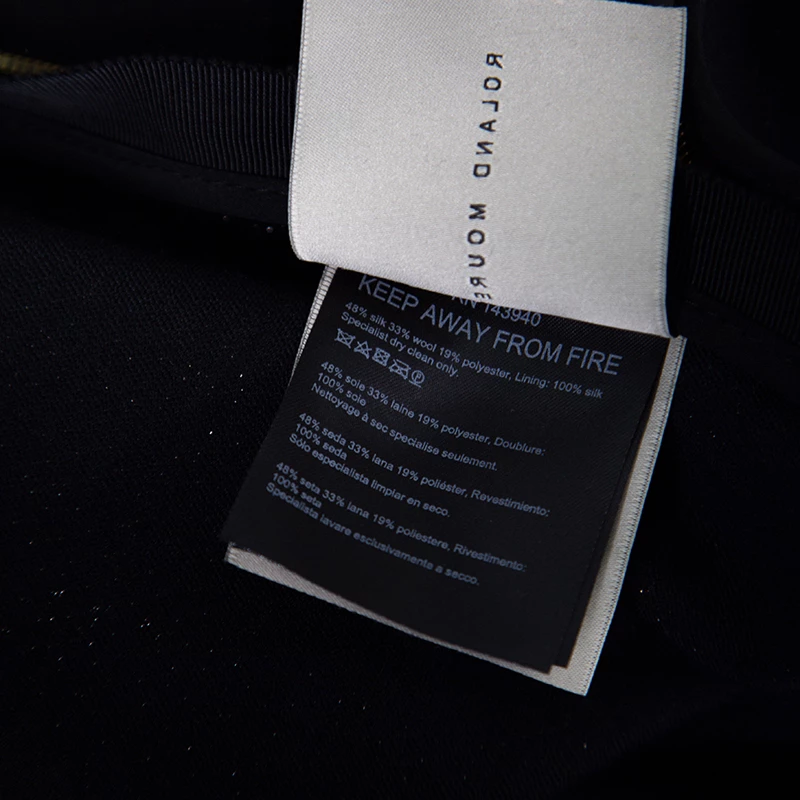 ROLAND MOURE
RN 143940
KEEP AWAY FROM FIRE
48% silk 33% wool 19% polyester, Lining: 100% silk
Specialist dry clean only.
48% soie 33% laine 19% polyester, Doublure:
100% soie
Nettoyage à sec specialise seulement.
48% seda 33% lana 19% poliéster, Revestimiento:
100% seda
Sólo especialista limpiar en seco.
48% seta 33% lana 19% poliestere, Rivestimento:
100% seta
Specialista lavare esclusivamente a secco.